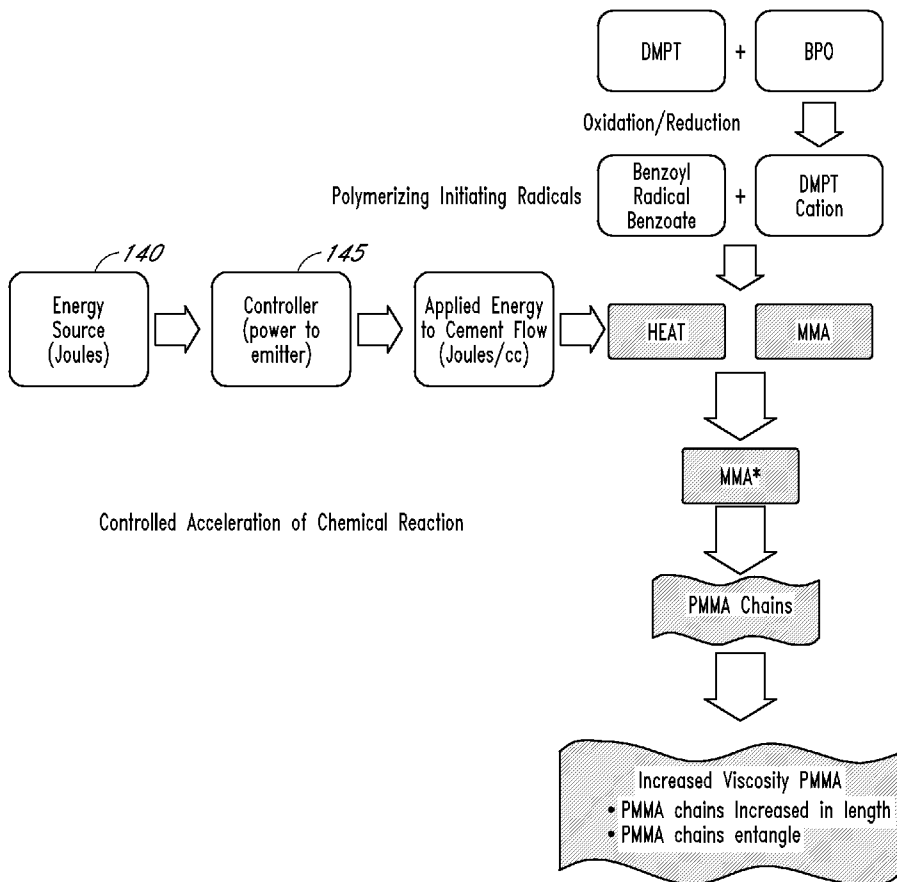 DMPT + BPO
Oxidation/Reduction
Polymerizing Initiating Radicals
Benzoyl
Radical
Benzoate
+
DMPT
Cation
140
145
Energy
Source
(Joules)
Controller
(power to
emitter)
Applied Energy
to Cement Flow
(Joules/cc)
HEAT
MMA
MMA*
Controlled Acceleration of Chemical Reaction
PMMA Chains
Increased Viscosity PMMA
• PMMA chains Increased in length
• PMMA chains entangle